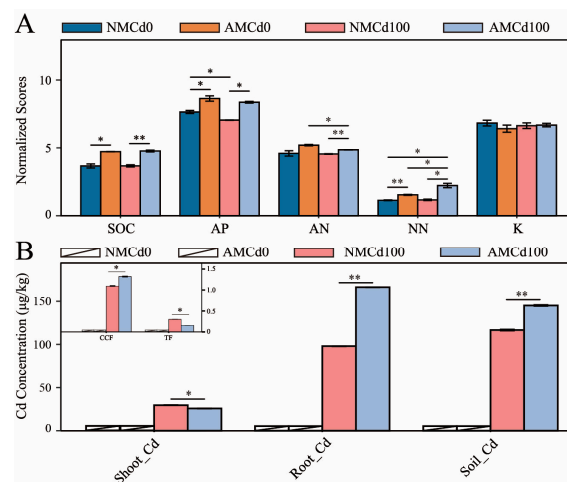 A
NMCd0 AMCd0 NMCd100 AMCd100
Normalized Scores
10
5
0
* * * * * ** * ** ** * * *
SOC AP AN NN K
B
NMCd0 AMCd0 NMCd100 AMCd100
Cd Concentration (μg/kg)
150
100
50
0
* *
1.5
1.0
0.5
0
CCF TF
* ** **
Shoot_Cd Root_Cd Soil_Cd